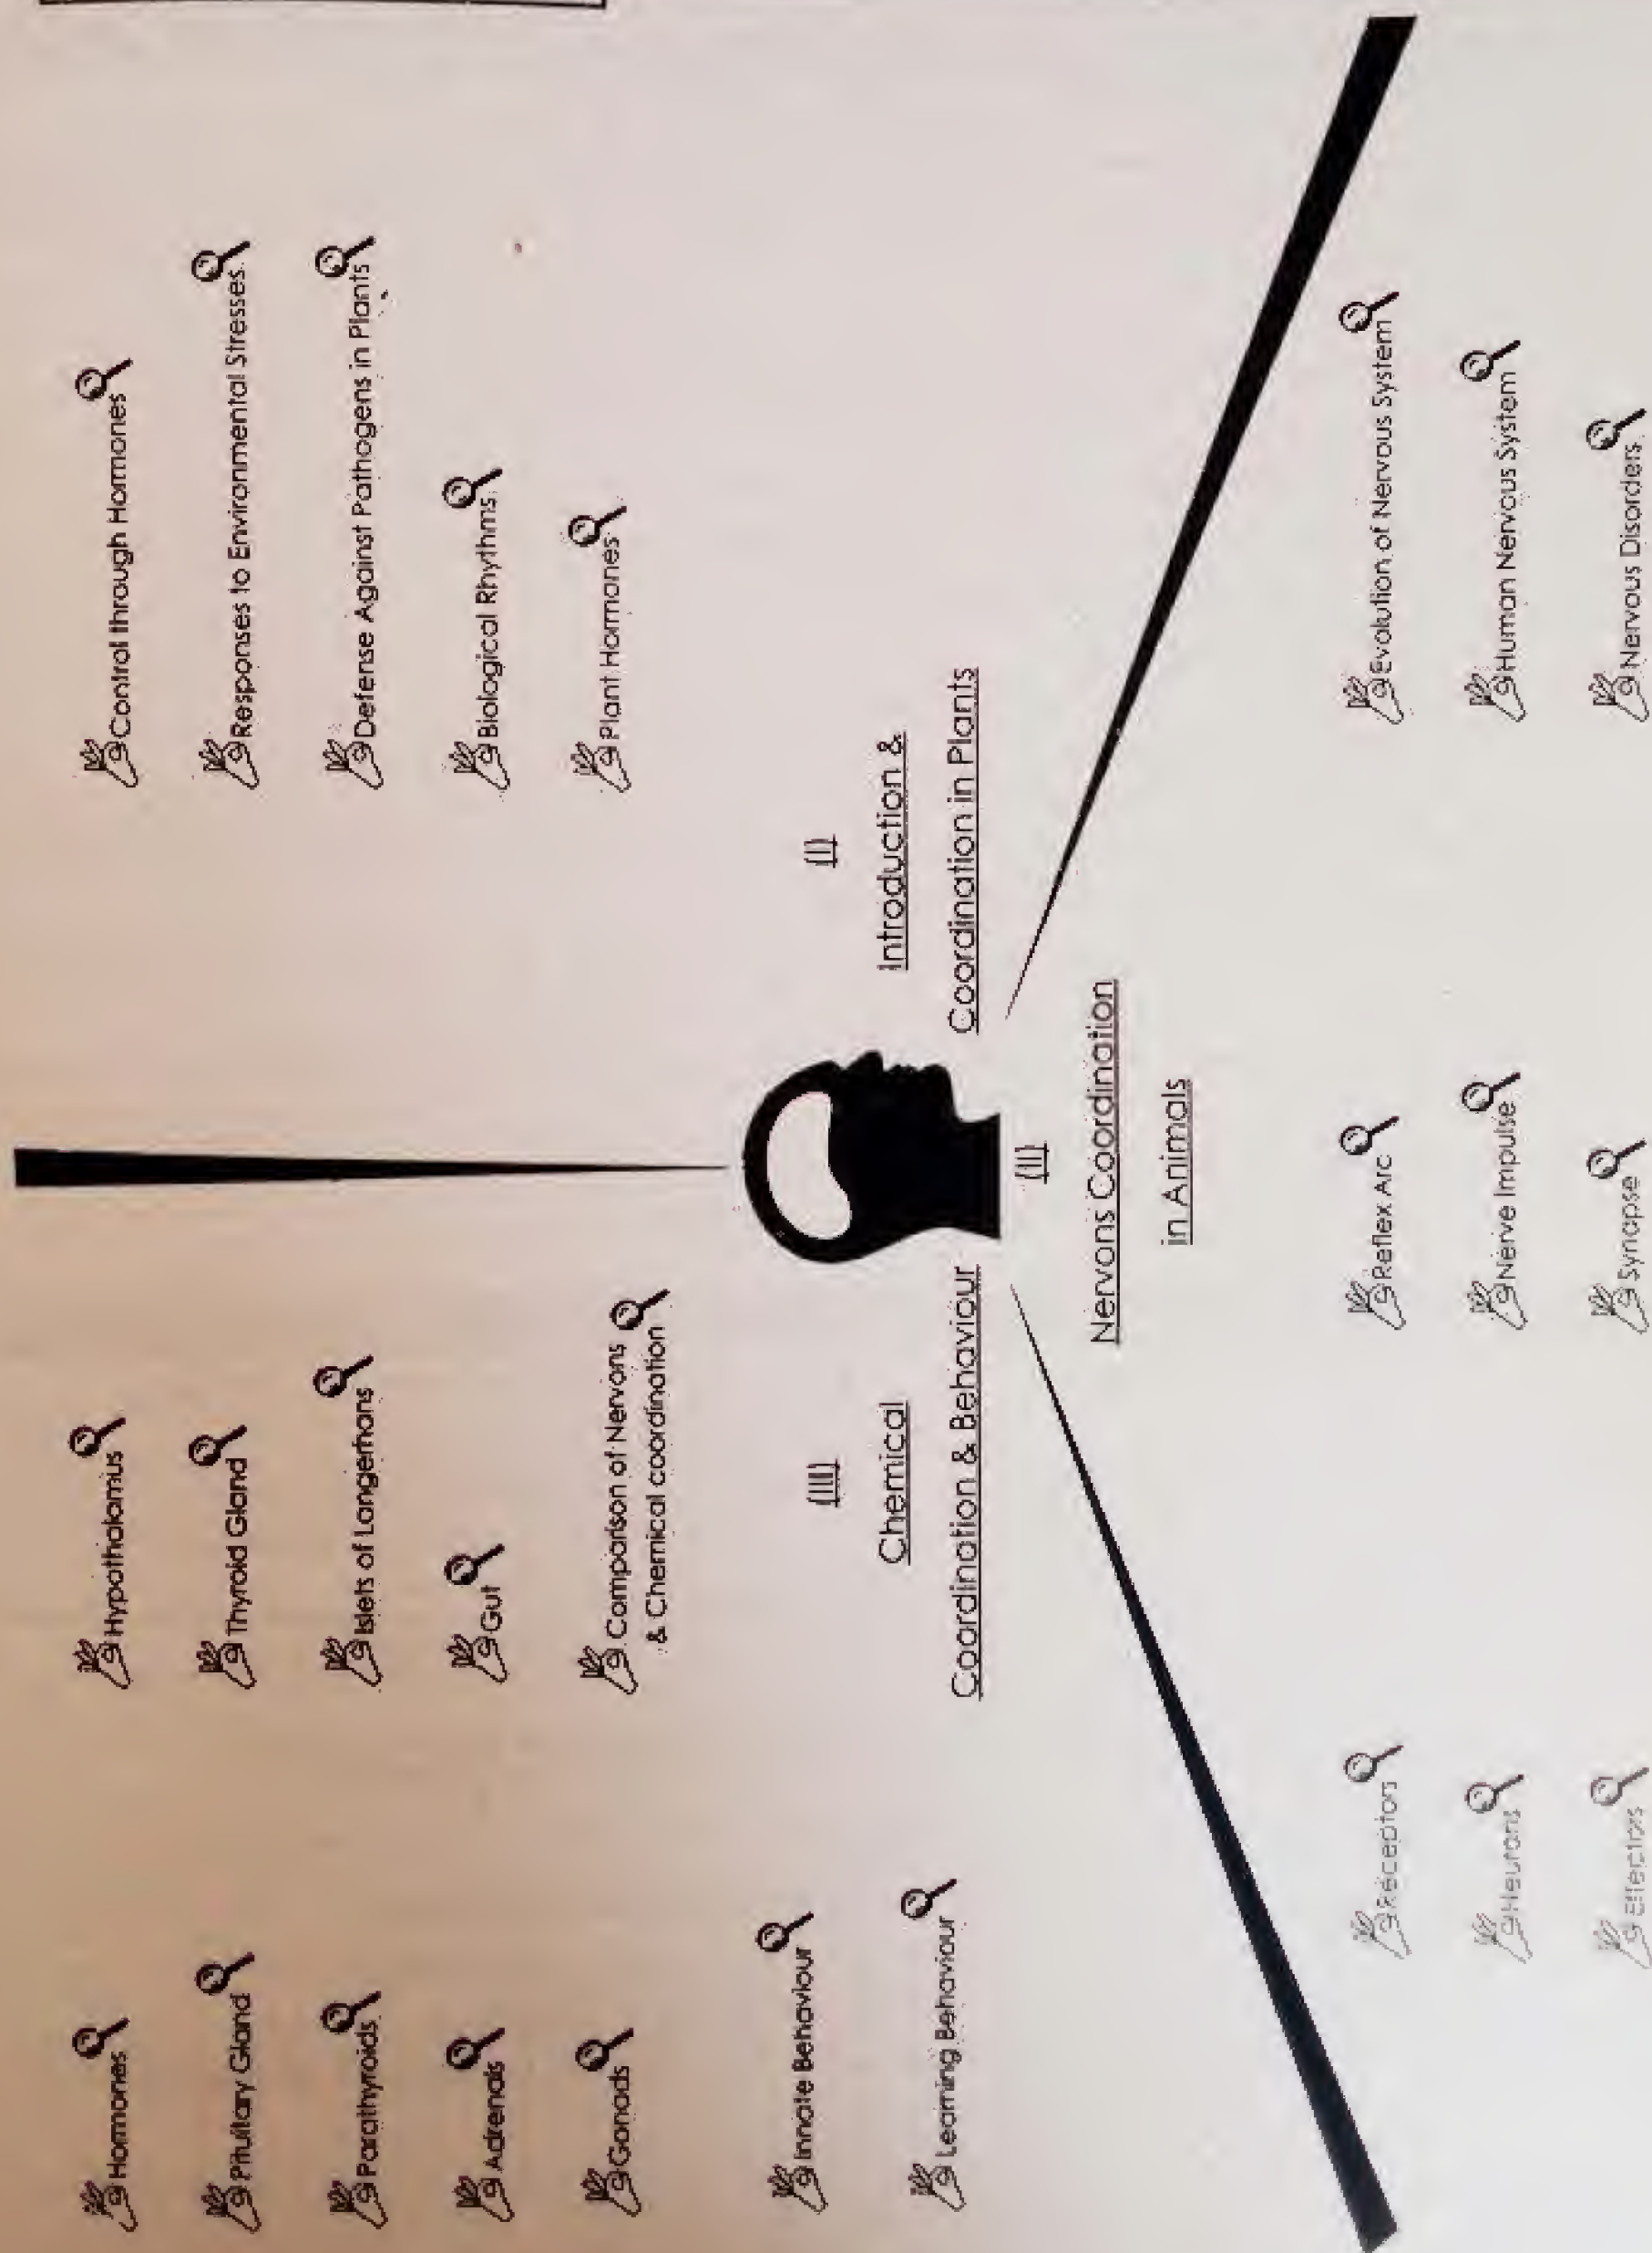 Hormones
Hypothalamus
Pituitary Gland
Thyroid Gland
Parathyroids
Islets of Langerhans
Adrenals
Gut
Gonads
Comparison of Nervons
& Chemical coordination
Innate Behaviour
Learning Behaviour
(III)
Chemical
Coordination & Behaviour
Control through Hormones
Responses to Environmental Stresses
Defense Against Pathogens in Plants
Biological Rhythms
Plant Hormones
(I)
Introduction &
Coordination in Plants
(II)
Nervons Coordination
in Animals
Receptors
Reflex Arc
Evolution of Nervous System
Neurons
Nerve Impulse
Human Nervous System
Effectors
Synapse
Nervous Disorders